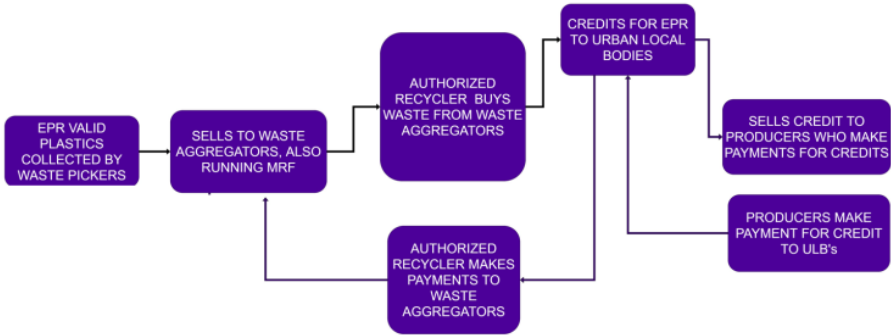 EPR VALID
PLASTICS
COLLECTED BY
WASTE PICKERS
SELLS TO WASTE
AGGREGATORS, ALSO
RUNNING MRF
AUTHORIZED
RECYCLER BUYS
WASTE FROM WASTE
AGGREGATORS
CREDITS FOR EPR
TO URBAN LOCAL
BODIES
SELLS CREDIT TO
PRODUCERS WHO MAKE
PAYMENTS FOR CREDITS
PRODUCERS MAKE
PAYMENT FOR CREDIT
TO ULB's
AUTHORIZED
RECYCLER MAKES
PAYMENTS TO
WASTE
AGGREGATORS